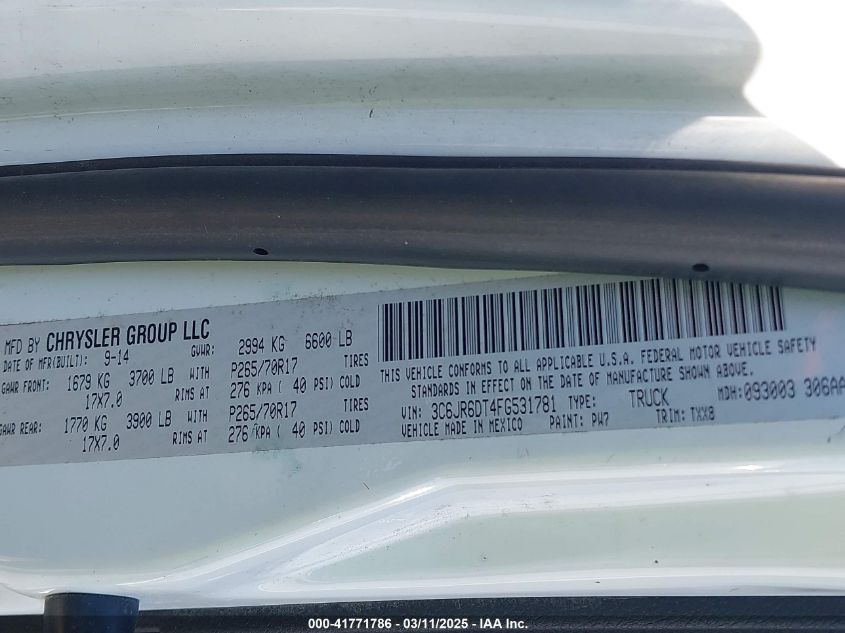 MFD BY CHRYSLER GROUP LLC
DATE OF MFR(BUILT): 9-14 GVWR: 2994 KG 6600 LB
GAWR FRONT: 1679 KG 3700 LB WITH P265/70R17 TIRES
17X7.0 RIMS AT 276 KPA ( 40 PSI) COLD
GAWR REAR: 1770 KG 3900 LB WITH P265/70R17 TIRES
17X7.0 RIMS AT 276 KPA ( 40 PSI) COLD
THIS VEHICLE CONFORMS TO ALL APPLICABLE U.S.A. FEDERAL MOTOR VEHICLE SAFETY
STANDARDS IN EFFECT ON THE DATE OF MANUFACTURE SHOWN ABOVE.
VIN: 3C6JR6DT4FG531781 TYPE: TRUCK MDH: 093003 306AA
VEHICLE MADE IN MEXICO PAINT: PW7 TRIM: TXX8
000-41771786 / 03/11/2025 - IAA Inc.